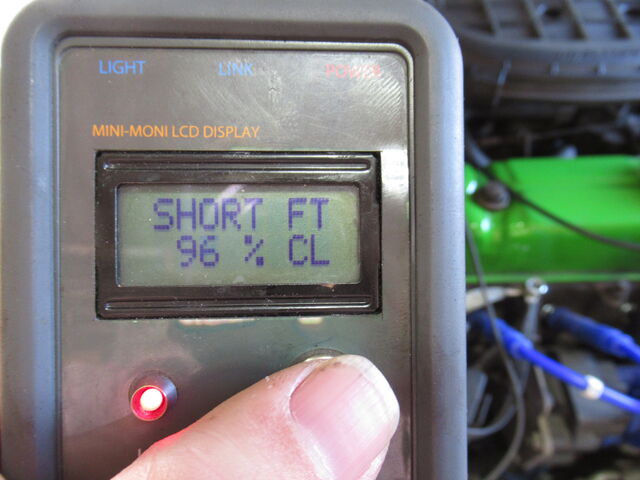 LIGHT LINK POWER
MINI-MONI LCD DISPLAY
SHORT FT
96 % CL